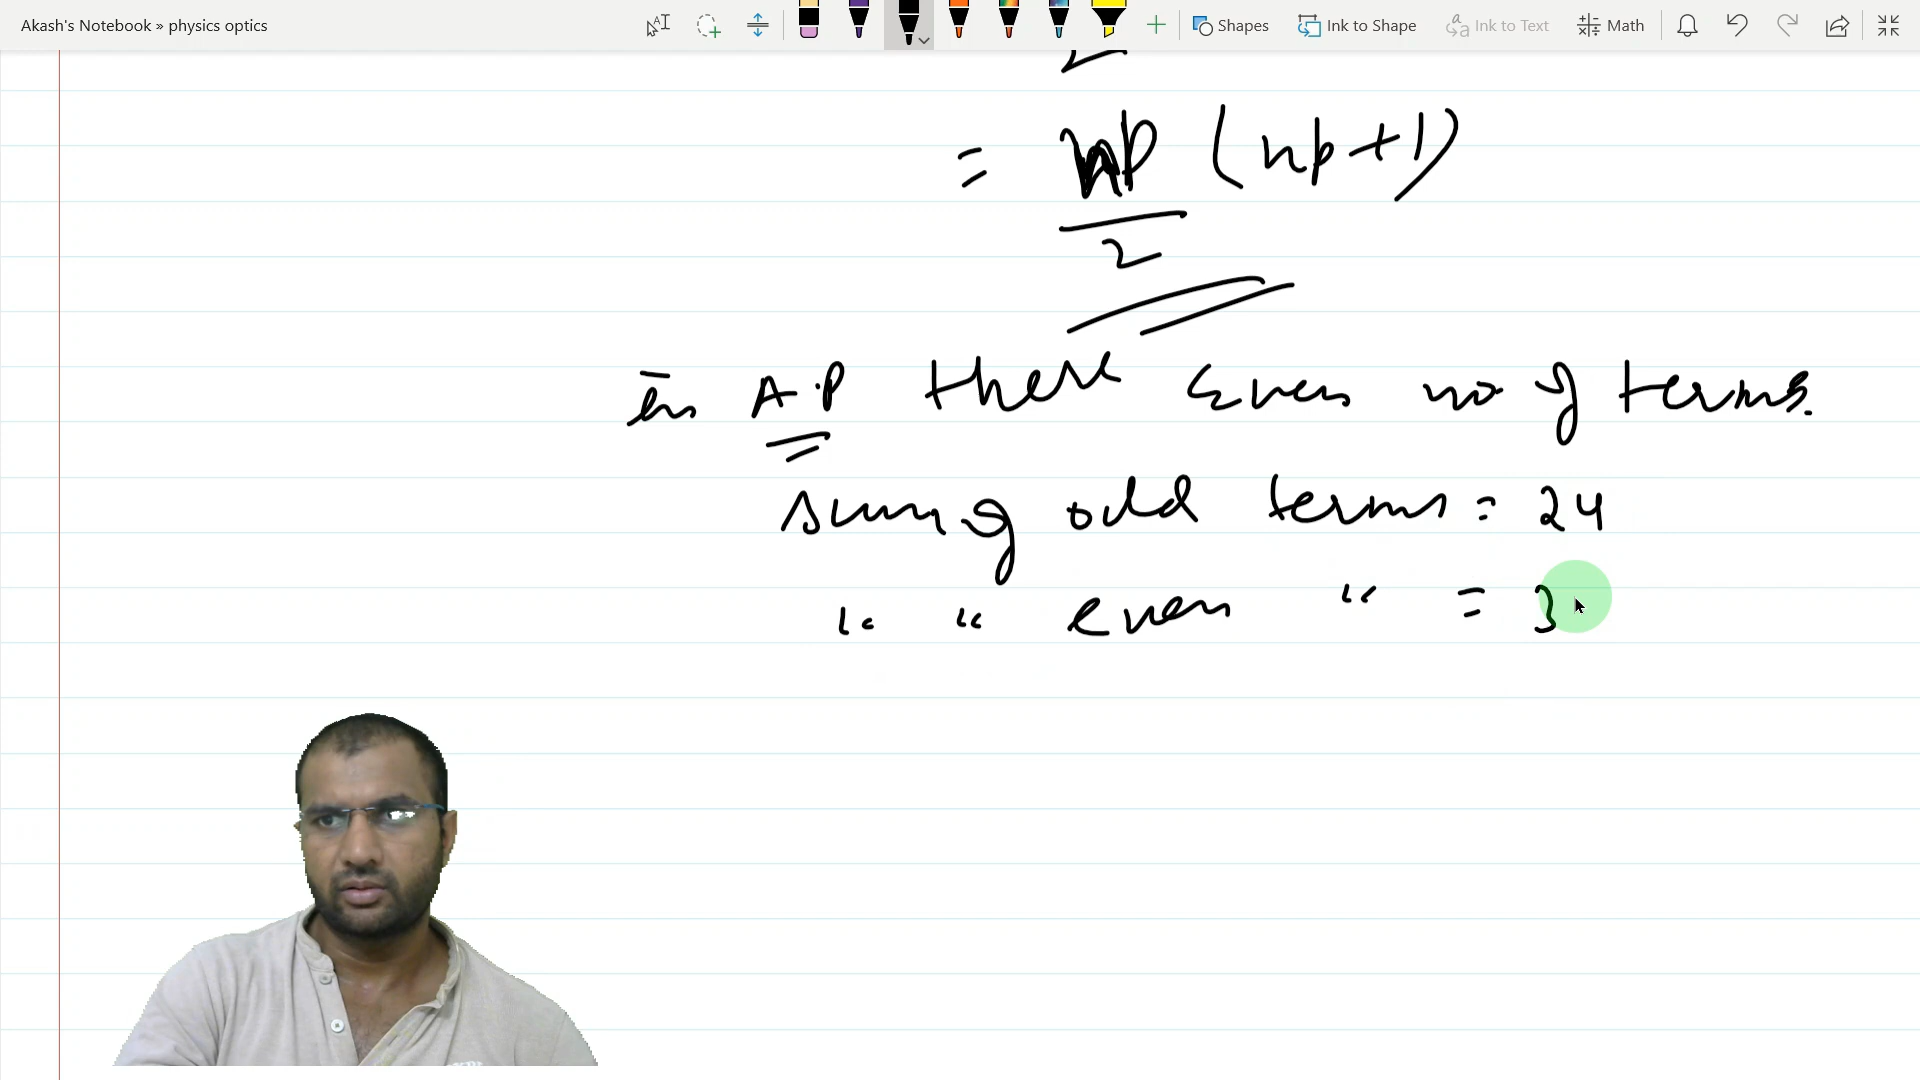 Akash's Notebook » physics optics
Shapes
Ink to Shape
Ink to Text
Math
2
= np/2 (np+1)
in A.P there even no of terms.
sum of odd terms = 24
" " even " = 3